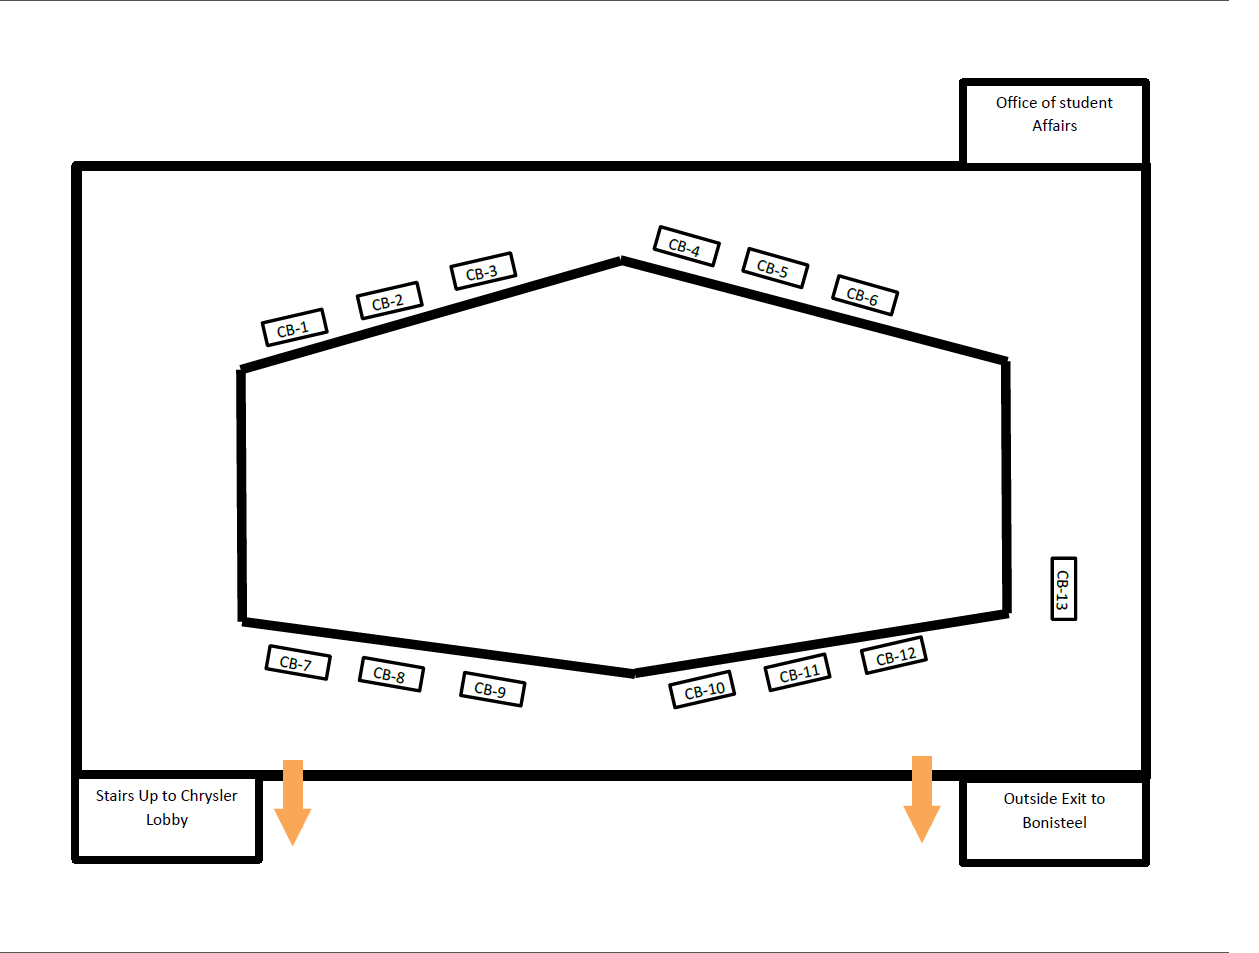 Office of student
Affairs
CB-1
CB-2
CB-3
CB-4
CB-5
CB-6
CB-13
CB-7
CB-8
CB-9
CB-10
CB-11
CB-12
Stairs Up to Chrysler
Lobby
Outside Exit to
Bonisteel